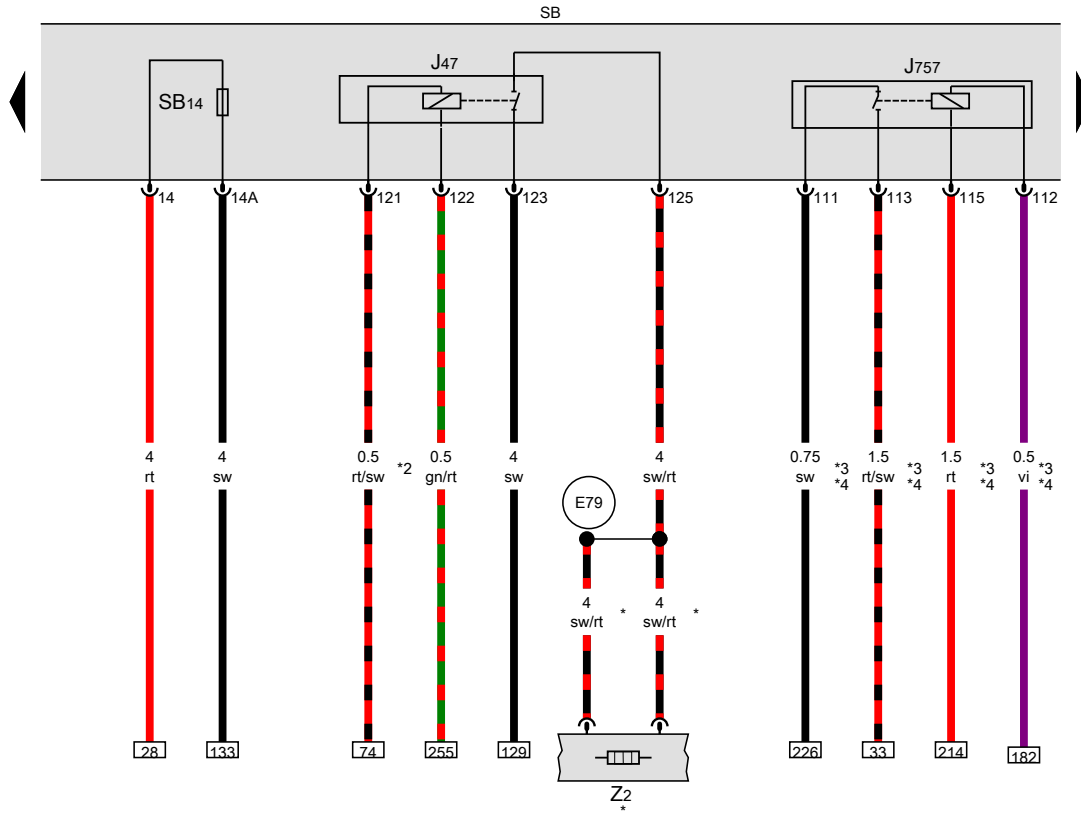 SB
SB14
J47
J757
14
14A
121
122
123
125
111
113
115
112
4
rt
4
sw
0.5
rt/sw
*2
0.5
gn/rt
4
sw
4
sw/rt
0.75
sw
*3
*4
1.5
rt/sw
*3
*4
1.5
rt
*3
*4
0.5
vi
*3
*4
E79
4
sw/rt
*
4
sw/rt
*
28
133
74
255
129
226
33
214
182
Z2
*